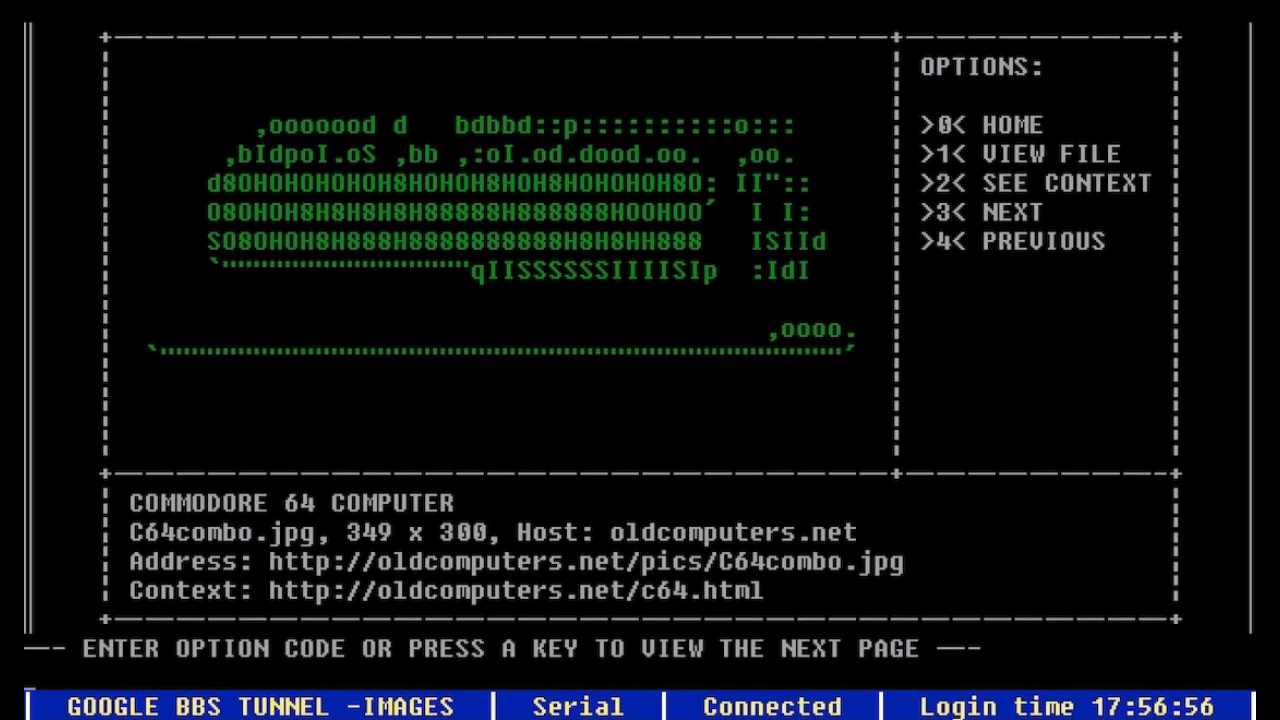 OPTIONS:
>0< HOME
>1< VIEW FILE
>2< SEE CONTEXT
>3< NEXT
>4< PREVIOUS
COMMODORE 64 COMPUTER
C64combo.jpg, 349 x 300, Host: oldcomputers.net
Address: http://oldcomputers.net/pics/C64combo.jpg
Context: http://oldcomputers.net/c64.html
—-- ENTER OPTION CODE OR PRESS A KEY TO VIEW THE NEXT PAGE —--
GOOGLE BBS TUNNEL -IMAGES
Serial
Connected
Login time 17:56:56